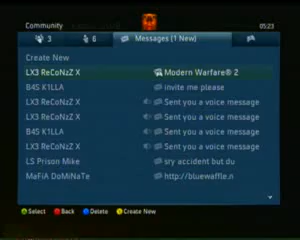 Community 05:23
3 6 Messages (1 New)
Create New
LX3 ReCoNzZ X Modern Warfare® 2
B4S K1LLA invite me please
LX3 ReCoNzZ X Sent you a voice message
LX3 ReCoNzZ X Sent you a voice message
B4S K1LLA Sent you a voice message
LX3 ReCoNzZ X Sent you a voice message
LS Prison Mike sry accident but du
MaFiA DoMiNaTe http://bluewaffle.n
A Select B Back X Delete Y Create New